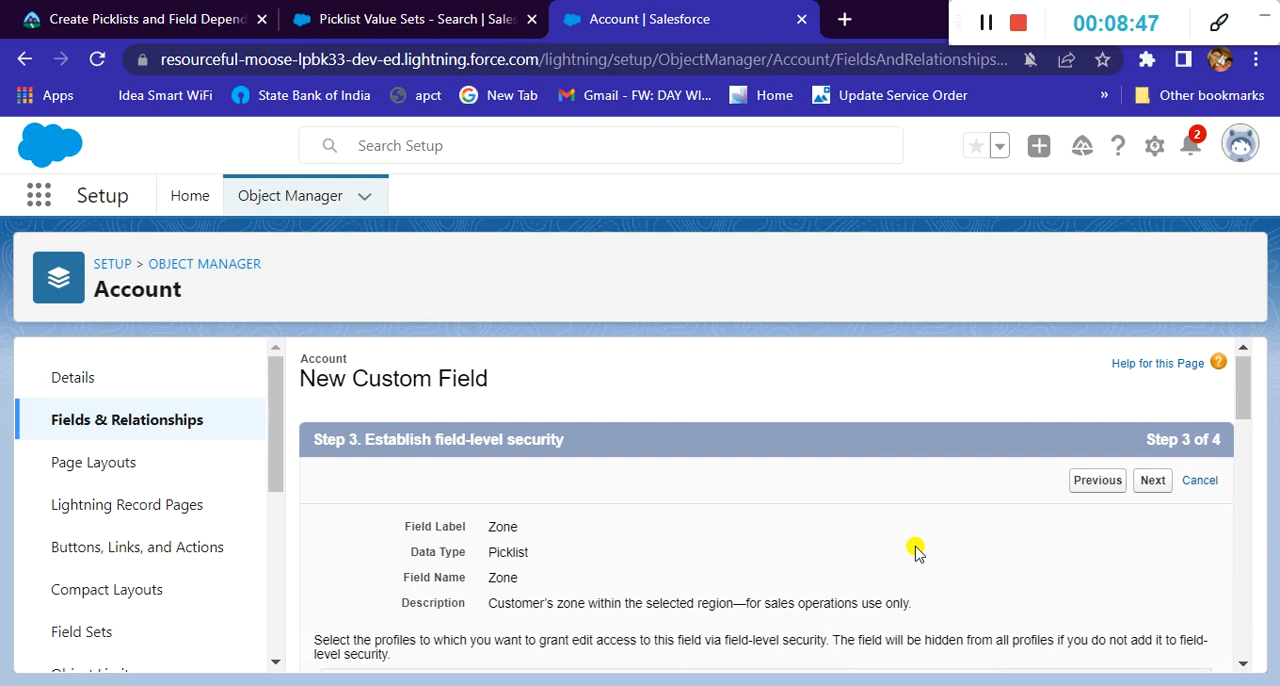 Create Picklists and Field Depend
Picklist Value Sets - Search | Sales
Account | Salesforce
00:08:47
resourceful-moose-lpbk33-dev-ed.lightning.force.com/lightning/setup/ObjectManager/Account/FieldsAndRelationships...
Apps
Idea Smart WiFi
State Bank of India
apct
New Tab
Gmail - FW: DAY WI...
Home
Update Service Order
»
Other bookmarks
Search Setup
2
Setup
Home
Object Manager
SETUP > OBJECT MANAGER
Account
Details
Fields & Relationships
Page Layouts
Lightning Record Pages
Buttons, Links, and Actions
Compact Layouts
Field Sets
Account
New Custom Field
Help for this Page
Step 3. Establish field-level security
Step 3 of 4
Previous
Next
Cancel
Field Label Zone
Data Type Picklist
Field Name Zone
Description Customer's zone within the selected region—for sales operations use only.
Select the profiles to which you want to grant edit access to this field via field-level security. The field will be hidden from all profiles if you do not add it to field-
level security.